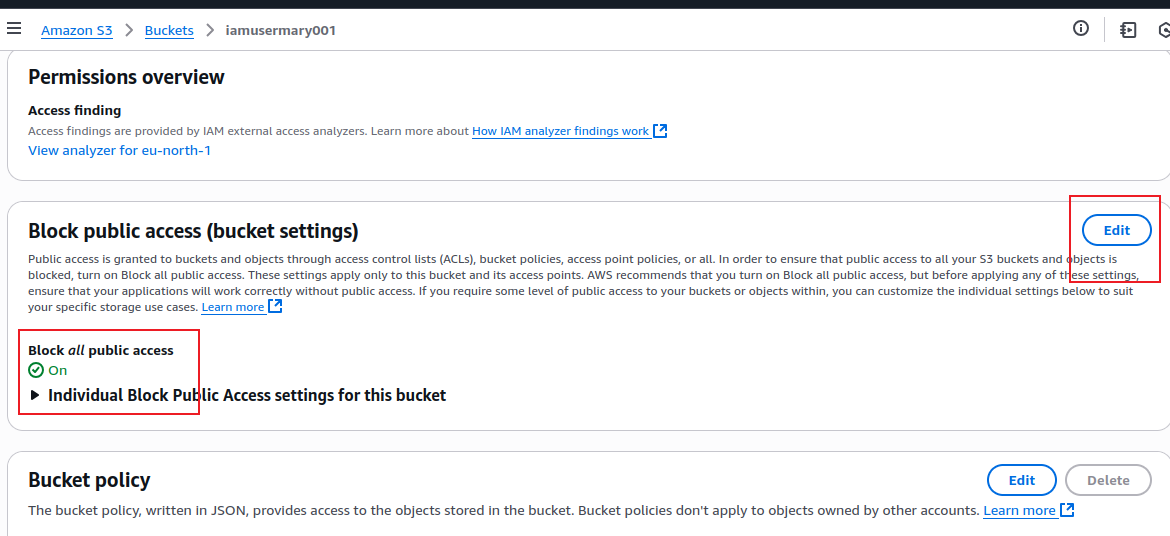 Amazon S3 > Buckets > iamusermary001
Permissions overview
Access finding
Access findings are provided by IAM external access analyzers. Learn more about How IAM analyzer findings work
View analyzer for eu-north-1
Block public access (bucket settings)
Edit
Public access is granted to buckets and objects through access control lists (ACLs), bucket policies, access point policies, or all. In order to ensure that public access to all your S3 buckets and objects is
blocked, turn on Block all public access. These settings apply only to this bucket and its access points. AWS recommends that you turn on Block all public access, but before applying any of these settings,
ensure that your applications will work correctly without public access. If you require some level of public access to your buckets or objects within, you can customize the individual settings below to suit
your specific storage use cases. Learn more
Block all public access
On
Individual Block Public Access settings for this bucket
Bucket policy
Edit
Delete
The bucket policy, written in JSON, provides access to the objects stored in the bucket. Bucket policies don't apply to objects owned by other accounts. Learn more